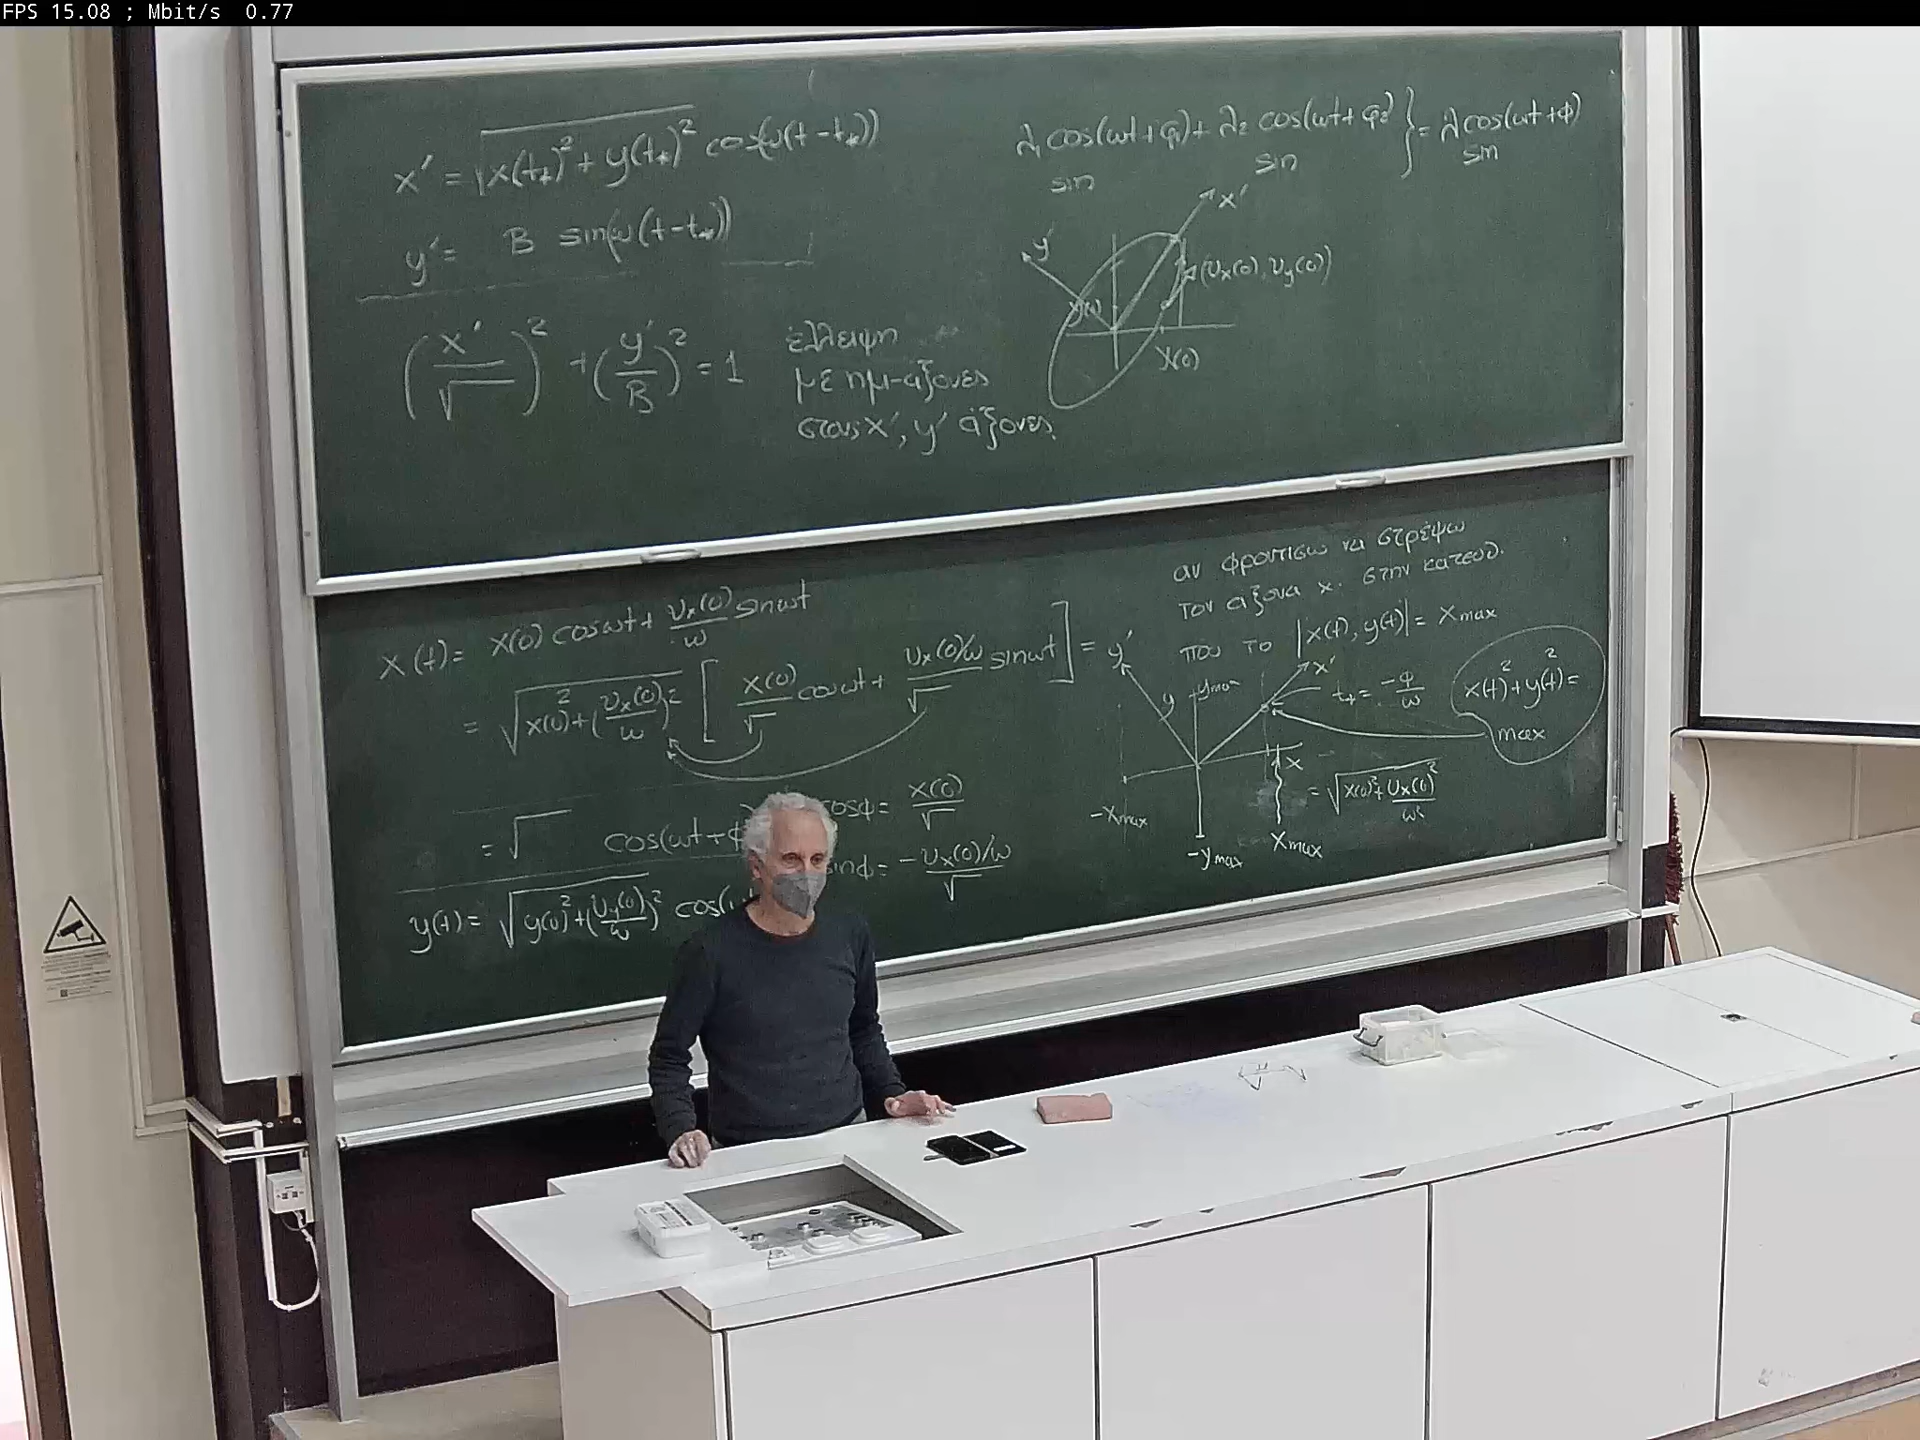 FPS 15.08 ; Mbit/s 0.77
x' = √(x(t*)² + y(t*)²) cos(ω(t-t*))
y' = B sin(ω(t-t*))
(x'/√)² + (y'/B)² = 1
έλλειψη
με ημι-άξονες
στους x', y' άξονες.
λ₁ cos(ωt+φ₁) + λ₂ cos(ωt+φ₂) } = λ cos(ωt+φ)
sin sin sin
x'
y'
(υx(0), υy(0))
y(0)
x(0)
x(t) = x(0) cosωt + υx(0)/ω sinωt
= √(x(0)² + (υx(0)/ω)²) [ x(0)/√ cosωt + υx(0)/ω/√ sinωt ] =
= √ cos(ωt+φ cosφ = x(0)/√
sinφ = -υx(0)/ω/√
y(t) = √(y(0)² + (υy(0)/ω)²) cos(
αν φροντίσω να στρέψω
τον άξονα x. στην κατευθ.
που το |x(t), y(t)| = xmax
y'
x'
y
ymax
t* = -φ/ω
x(t)² + y(t)² =
max
x
= √(x(0)² + υx(0)²/ω²)
-xmax
-ymax
xmax